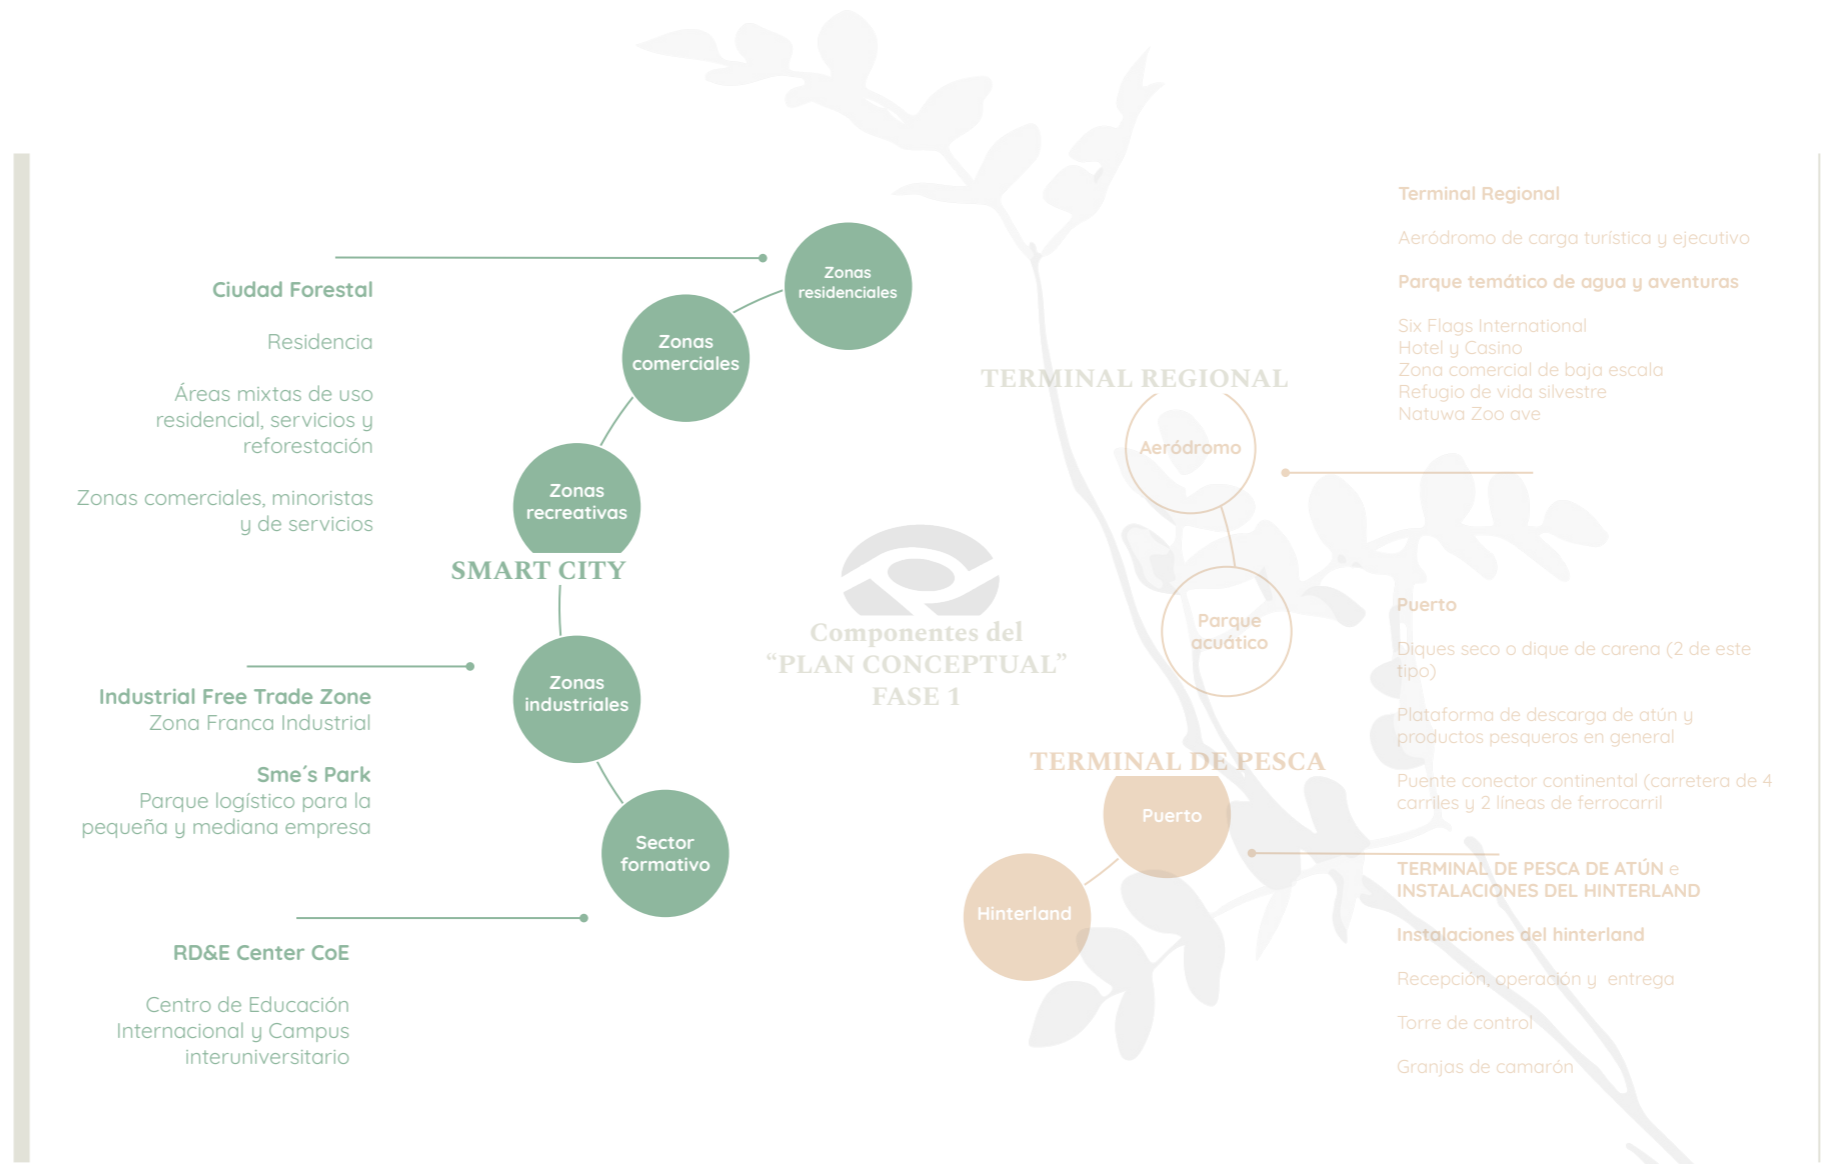 Ciudad Forestal
Residencia
Áreas mixtas de uso
residencial, servicios y
reforestación
Zonas comerciales, minoristas
y de servicios
Industrial Free Trade Zone
Zona Franca Industrial
Sme´s Park
Parque logístico para la
pequeña y mediana empresa
RD&E Center CoE
Centro de Educación
Internacional y Campus
interuniversitario
Zonas
residenciales
Zonas
comerciales
Zonas
recreativas
SMART CITY
Zonas
industriales
Sector
formativo
Componentes del
“PLAN CONCEPTUAL”
FASE 1
TERMINAL REGIONAL
Aeródromo
Parque
acuático
TERMINAL DE PESCA
Puerto
Hinterland
Terminal Regional
Aeródromo de carga turística y ejecutivo
Parque temático de agua y aventuras
Six Flags International
Hotel y Casino
Zona comercial de baja escala
Refugio de vida silvestre
Natuwa Zoo ave
Puerto
Diques seco o dique de carena (2 de este
tipo)
Plataforma de descarga de atún y
productos pesqueros en general
Puente conector continental (carretera de 4
carriles y 2 líneas de ferrocarril
TERMINAL DE PESCA DE ATÚN e
INSTALACIONES DEL HINTERLAND
Instalaciones del hinterland
Recepción, operación y entrega
Torre de control
Granjas de camarón